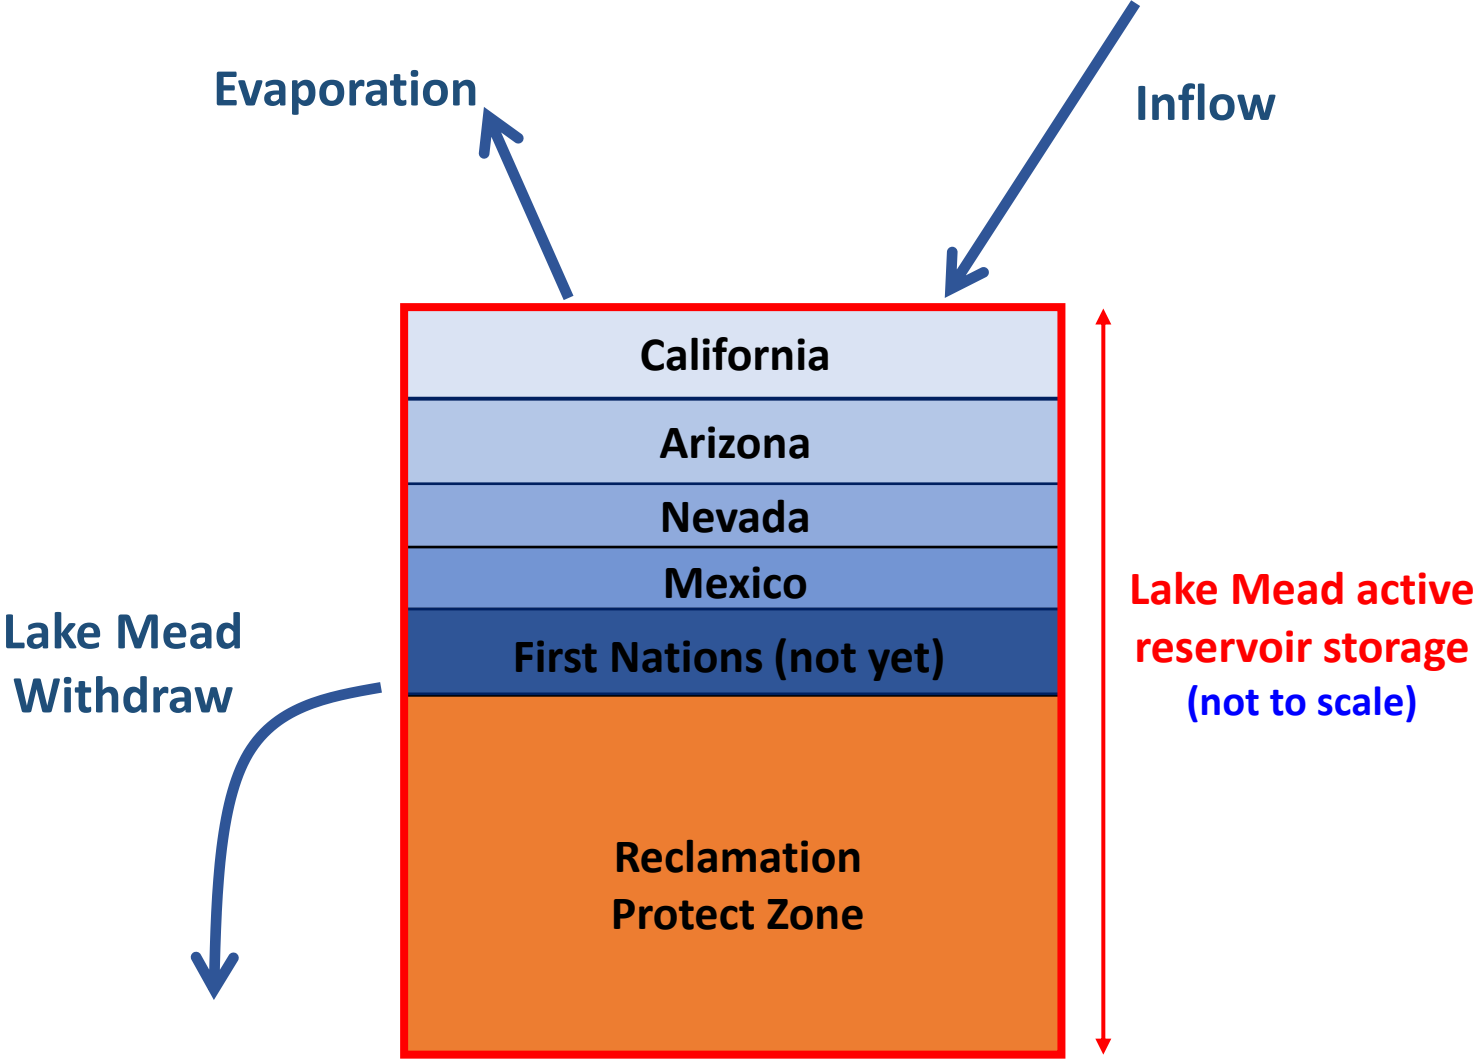 Evaporation
Inflow
California
Arizona
Nevada
Mexico
First Nations (not yet)
Reclamation
Protect Zone
Lake Mead
Withdraw
Lake Mead active
reservoir storage
(not to scale)